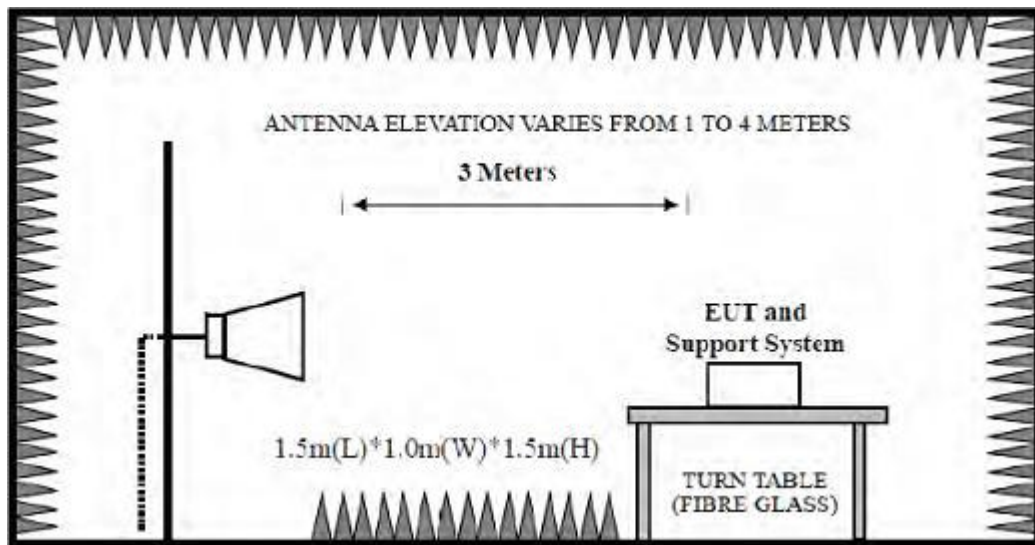 ANTENNA ELEVATION VARIES FROM 1 TO 4 METERS
3 Meters
EUT and
Support System
1.5m(L)*1.0m(W)*1.5m(H)
TURN TABLE
(FIBRE GLASS)